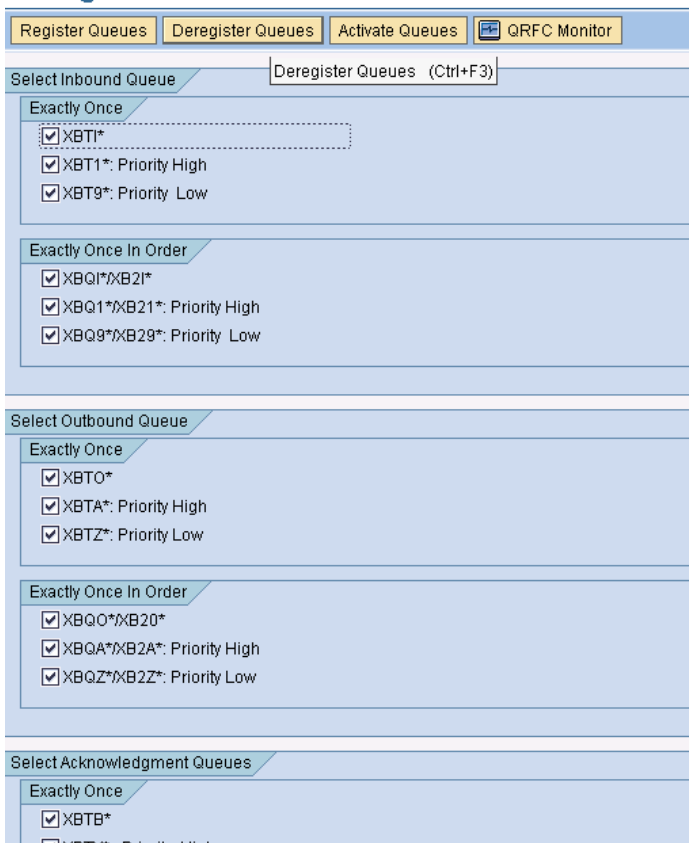 Register Queues Deregister Queues Activate Queues QRFC Monitor
Deregister Queues (Ctrl+F3)
Select Inbound Queue
Exactly Once
XBTI*
XBT1*: Priority High
XBT9*: Priority Low
Exactly Once In Order
XBQI*/XB2I*
XBQ1*/XB21*: Priority High
XBQ9*/XB29*: Priority Low
Select Outbound Queue
Exactly Once
XBTO*
XBTA*: Priority High
XBTZ*: Priority Low
Exactly Once In Order
XBQO*/XB20*
XBQA*/XB2A*: Priority High
XBQZ*/XB2Z*: Priority Low
Select Acknowledgment Queues
Exactly Once
XBTB*